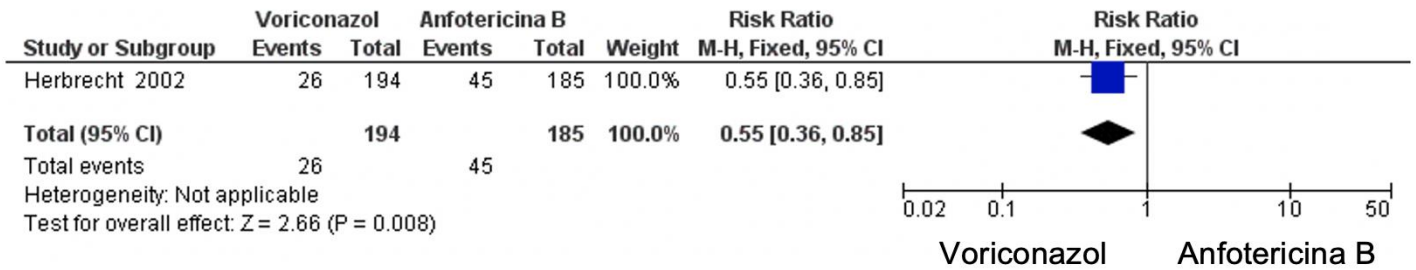 Voriconazol Anfotericina B Risk Ratio Risk Ratio
Study or Subgroup Events Total Events Total Weight M-H, Fixed, 95% CI M-H, Fixed, 95% CI
Herbrecht 2002 26 194 45 185 100.0% 0.55 [0.36, 0.85]
Total (95% CI) 194 185 100.0% 0.55 [0.36, 0.85]
Total events 26 45
Heterogeneity: Not applicable
Test for overall effect: Z = 2.66 (P = 0.008)
0.02 0.1 1 10 50
Voriconazol Anfotericina B